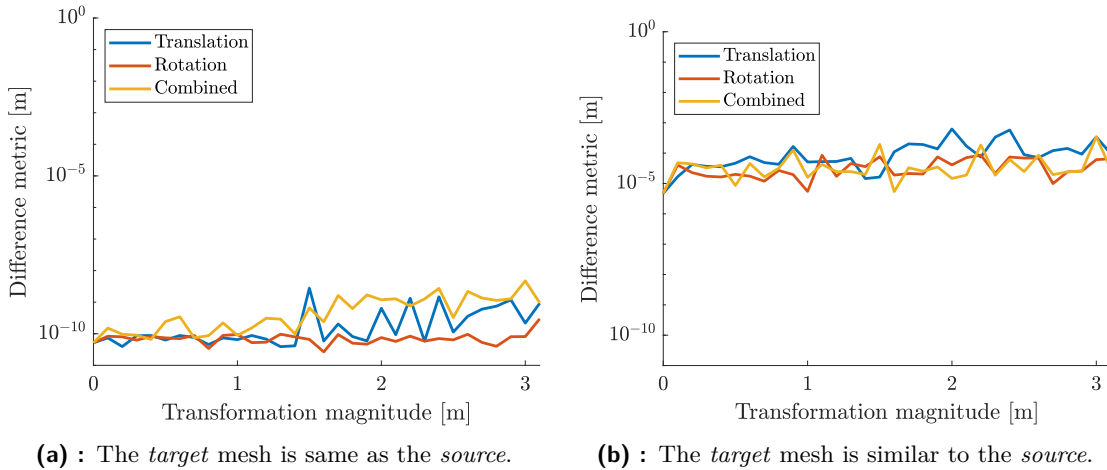 10^0
10^-5
10^-10
Difference metric [m]
Translation
Rotation
Combined
0
1
2
3
Transformation magnitude [m]
(a) : The target mesh is same as the source.
10^0
10^-5
10^-10
Difference metric [m]
Translation
Rotation
Combined
0
1
2
3
Transformation magnitude [m]
(b) : The target mesh is similar to the source.